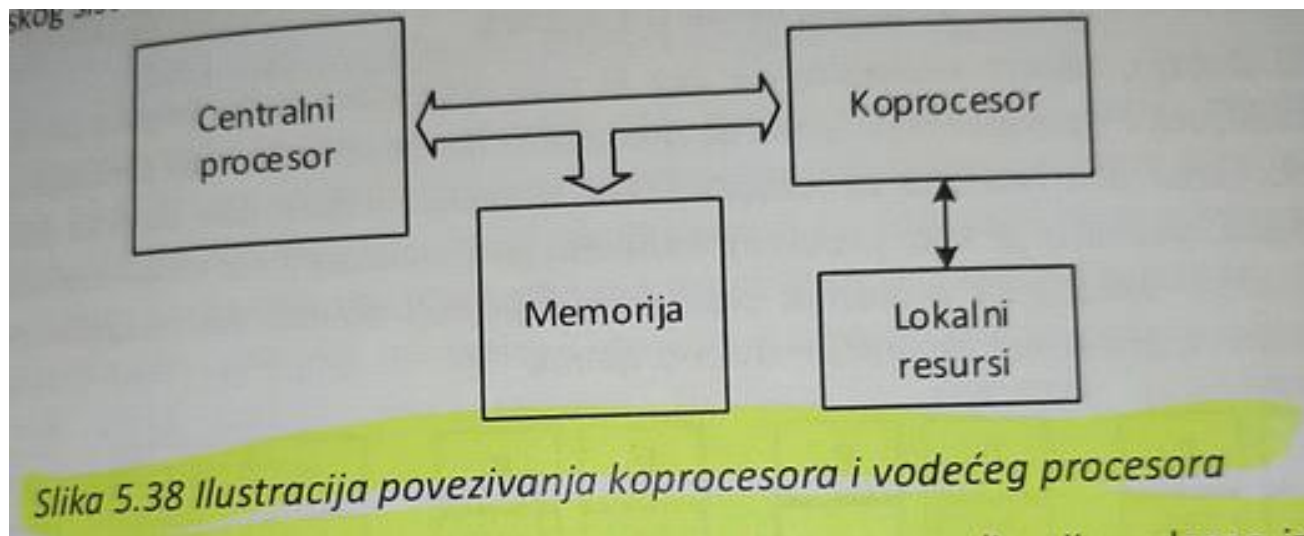 Centralni
procesor
Koprocesor
Memorija
Lokalni
resursi
Slika 5.38 Ilustracija povezivanja koprocesora i vodećeg procesora